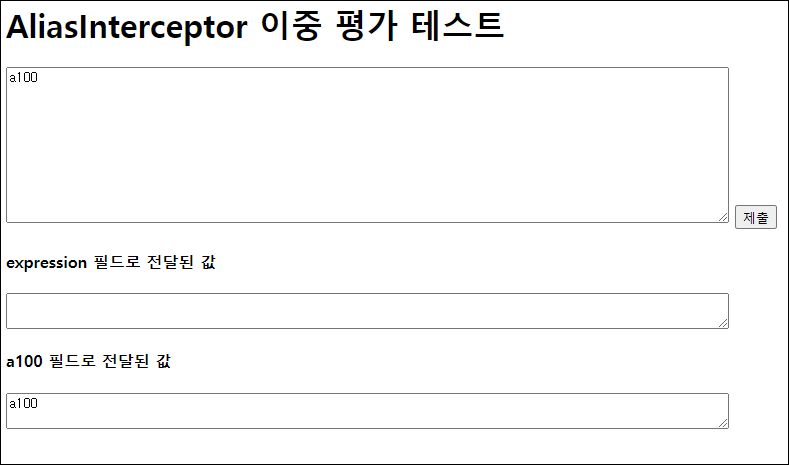 AliasInterceptor 이중 평가 테스트
a100
제출
expression 필드로 전달된 값
a100 필드로 전달된 값
a100